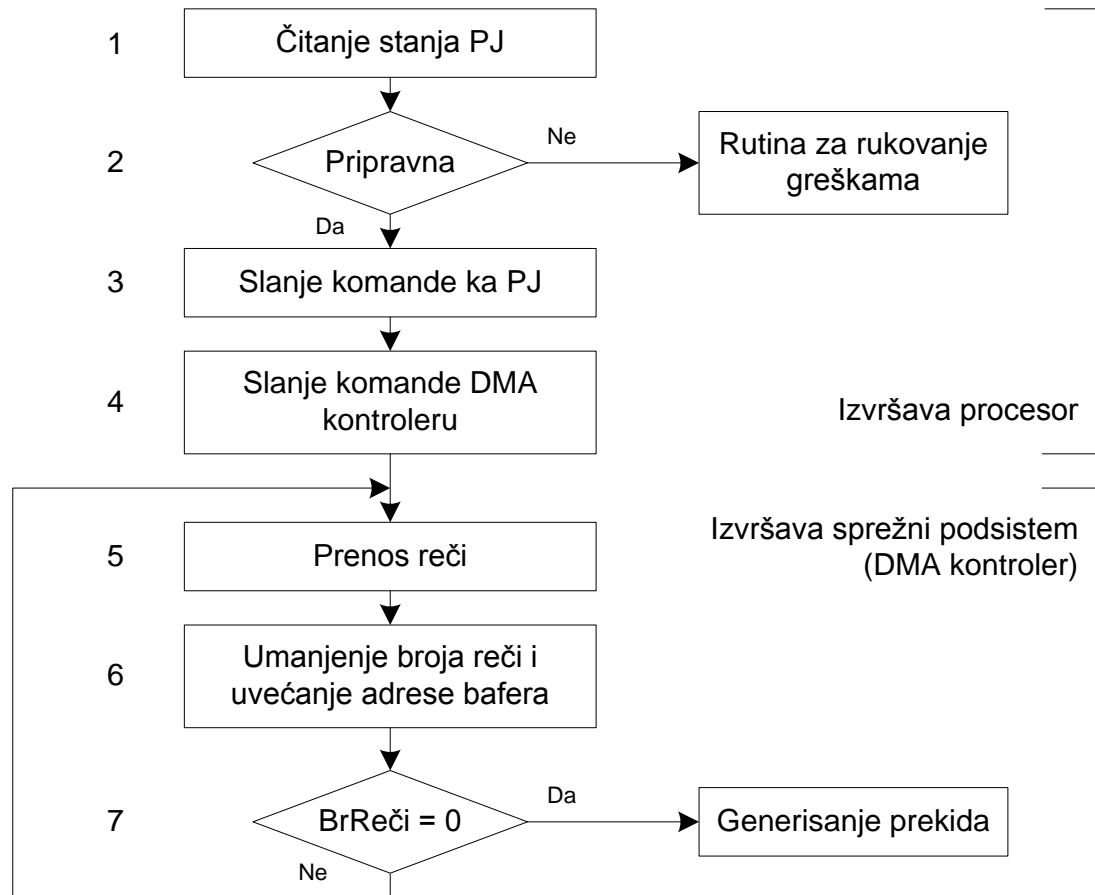 1
Čitanje stanja PJ
2
Pripravna
Ne
Rutina za rukovanje
greškama
Da
3
Slanje komande ka PJ
4
Slanje komande DMA
kontroleru
Izvršava procesor
Izvršava sprežni podsistem
(DMA kontroler)
5
Prenos reči
6
Umanjenje broja reči i
uvećanje adrese bafera
7
BrReči = 0
Da
Generisanje prekida
Ne